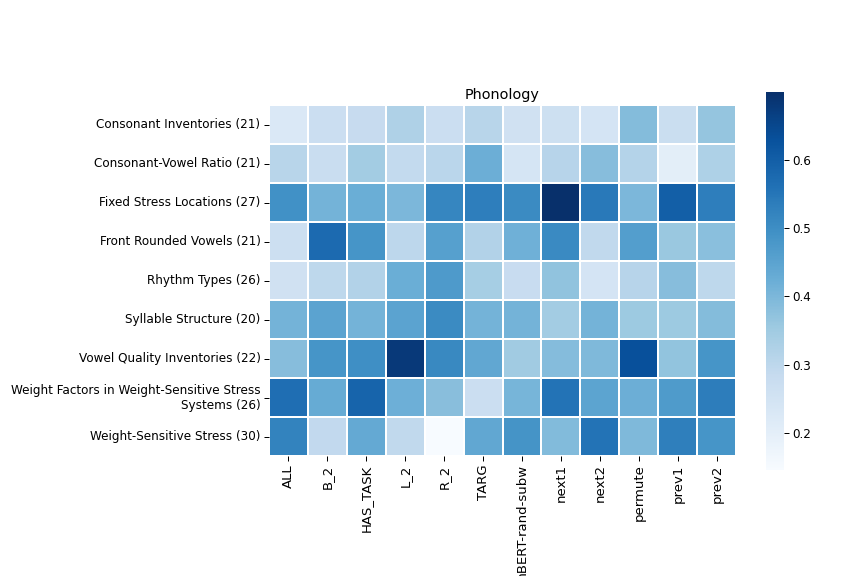 Phonology
Consonant Inventories (21)
Consonant-Vowel Ratio (21)
Fixed Stress Locations (27)
Front Rounded Vowels (21)
Rhythm Types (26)
Syllable Structure (20)
Vowel Quality Inventories (22)
Weight Factors in Weight-Sensitive Stress
Systems (26)
Weight-Sensitive Stress (30)
ALL
B_2
HAS_TASK
L_2
R_2
TARG
BERT-rand-subw
next1
next2
permute
prev1
prev2
0.6
0.5
0.4
0.3
0.2